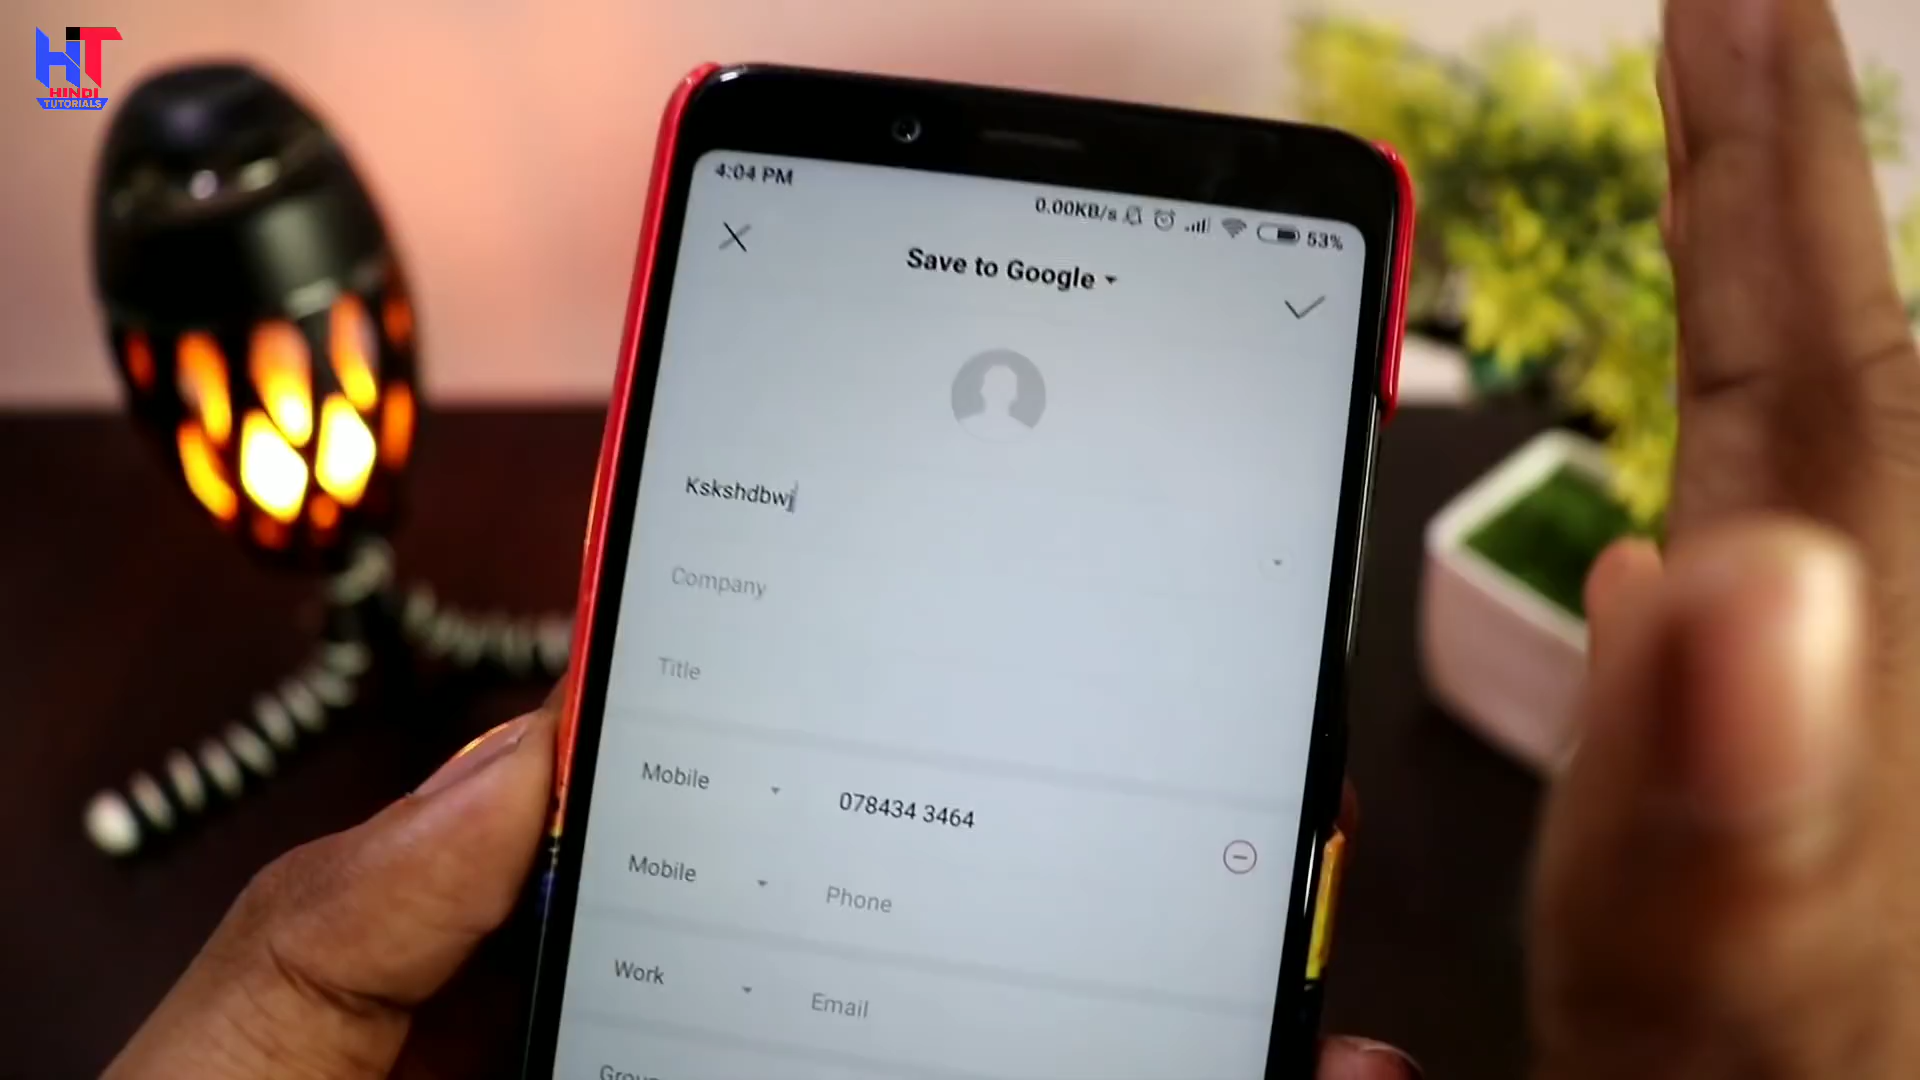 HT
HINDI
TUTORIALS
4:04 PM
0.00KB/s 53%
Save to Google
Kskshdbwj
Company
Title
Mobile 078434 3464
Mobile Phone
Work Email